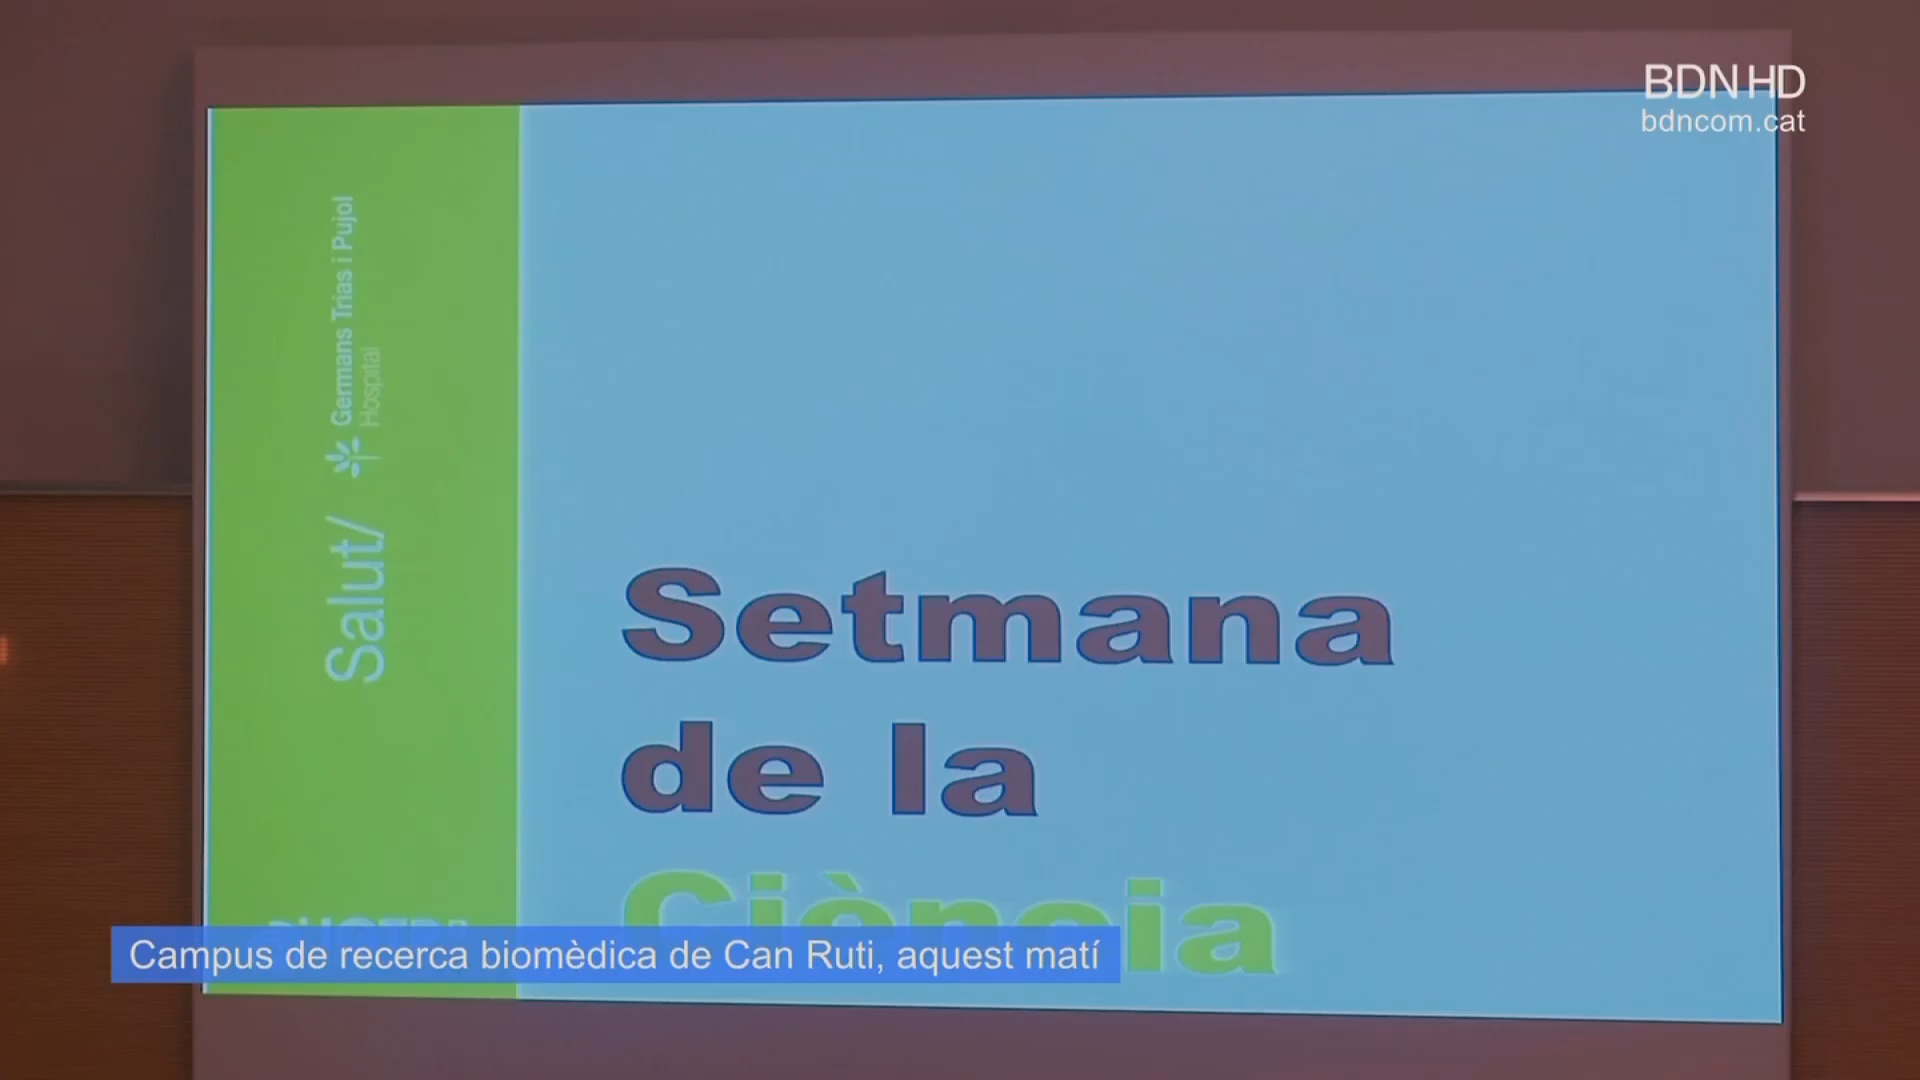 BDN HD
bdncom.cat
Salut/ Germans Trias i Pujol
Hospital
Setmana
de la
Ciència
Campus de recerca biomèdica de Can Ruti, aquest matí